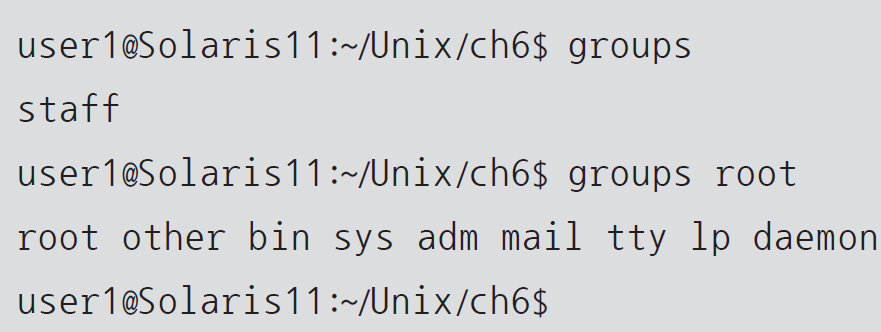 user1@Solaris11:~/Unix/ch6$ groups
staff
user1@Solaris11:~/Unix/ch6$ groups root
root other bin sys adm mail tty lp daemon
user1@Solaris11:~/Unix/ch6$